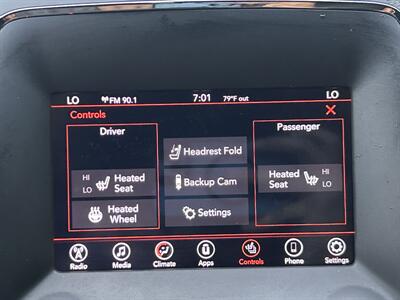 LO FM 90.1 7:01 79°F out LO
Controls
Driver
Passenger
Headrest Fold
HI
LO
Heated
Seat
Backup Cam
Heated
Seat
HI
LO
Heated
Wheel
Settings
Radio Media Climate Apps Controls Phone Settings